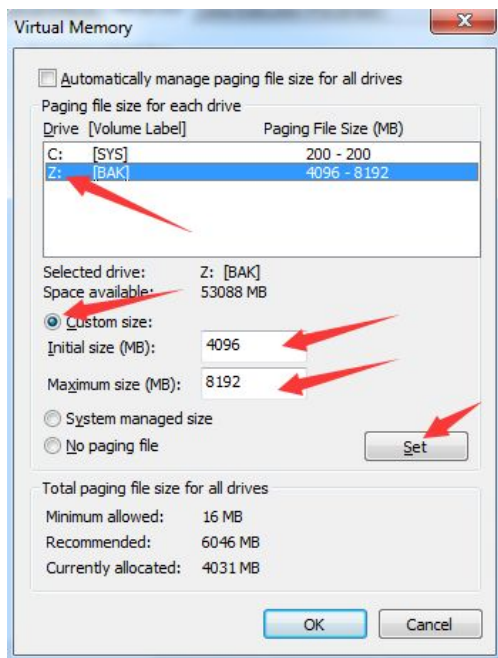 Virtual Memory
Automatically manage paging file size for all drives
Paging file size for each drive
Drive [Volume Label] Paging File Size (MB)
C: [SYS] 200 - 200
Z: [BAK] 4096 - 8192
Selected drive: Z: [BAK]
Space available: 53088 MB
Custom size:
Initial size (MB): 4096
Maximum size (MB): 8192
System managed size
No paging file
Set
Total paging file size for all drives
Minimum allowed: 16 MB
Recommended: 6046 MB
Currently allocated: 4031 MB
OK Cancel